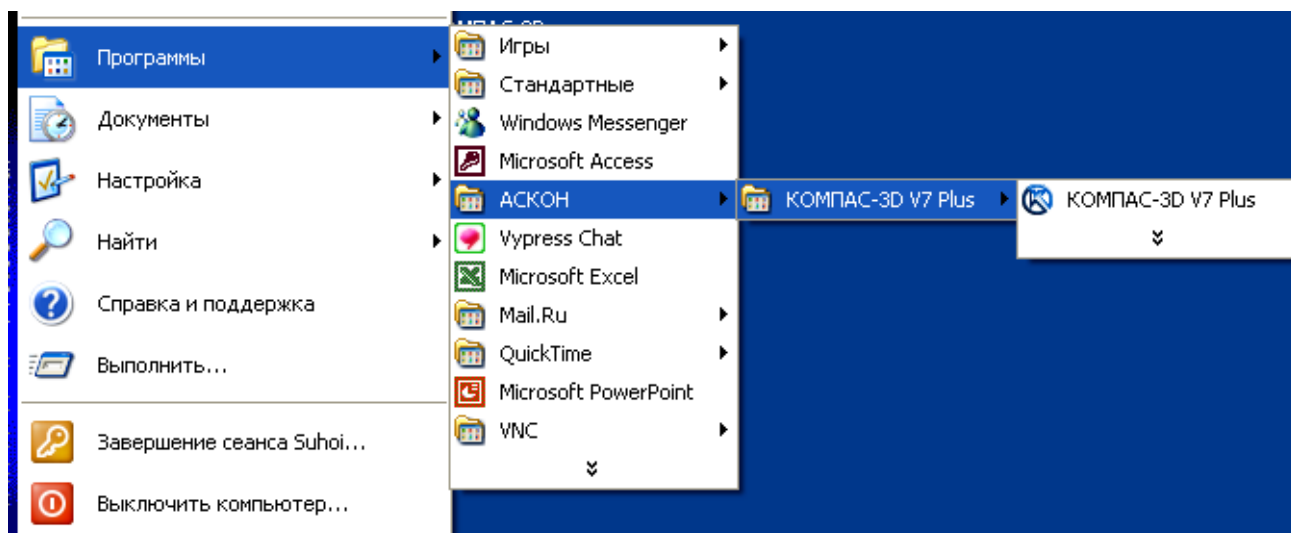 Программы
Документы
Настройка
Найти
Справка и поддержка
Выполнить...
Завершение сеанса Suhoi...
Выключить компьютер...
Игры
Стандартные
Windows Messenger
Microsoft Access
АСКОН
Vypress Chat
Microsoft Excel
Mail.Ru
QuickTime
Microsoft PowerPoint
VNC
КОМПАС-3D V7 Plus
КОМПАС-3D V7 Plus